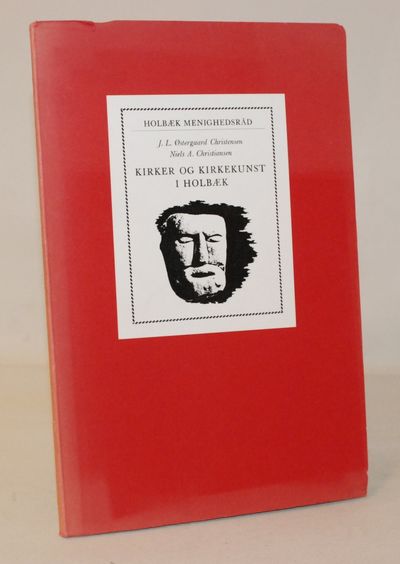 HOLBÆK MENIGHEDSRÅD
J. L. Østergaard Christensen
Niels A. Christiansen
KIRKER OG KIRKEKUNST
I HOLBÆK